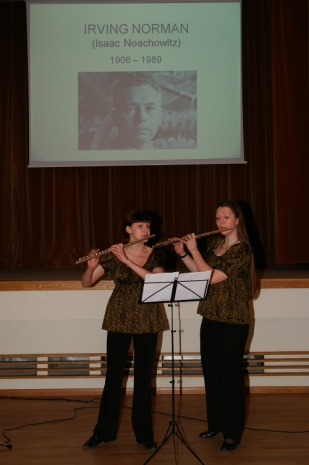 IRVING NORMAN
(Isaac Noachowitz)
1906 – 1989